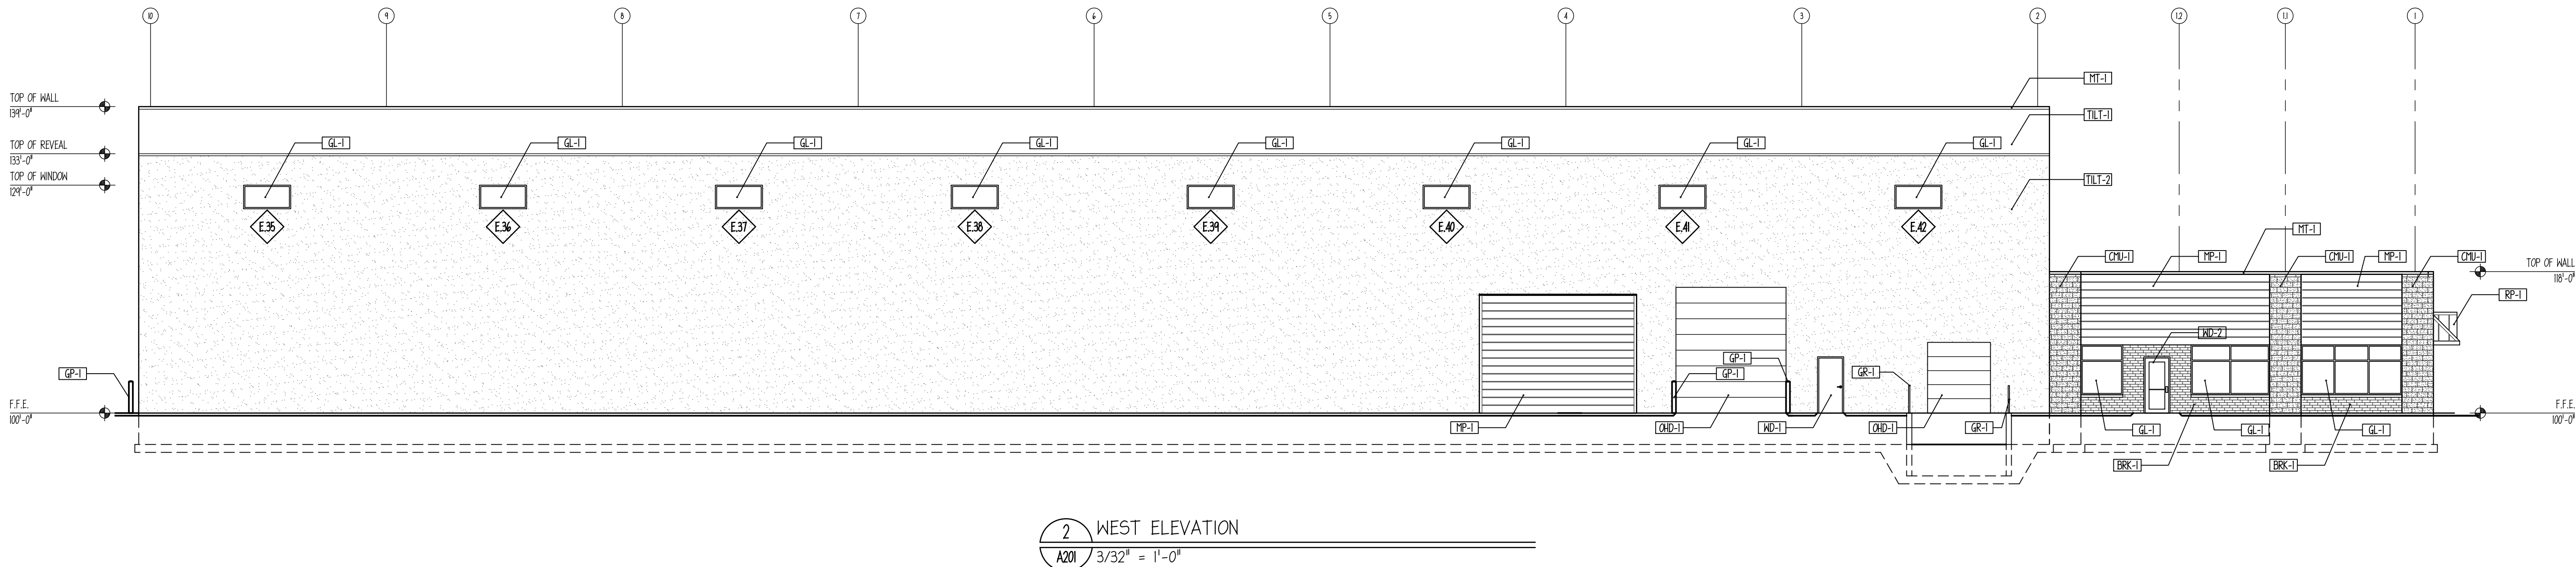 10 9 8 7 6 5 4 3 2 1.2 1.1 1
MT-1
TOP OF WALL
139'-0"
TILT-1
TOP OF REVEAL
133'-0"
GL-1 GL-1 GL-1 GL-1 GL-1 GL-1 GL-1 GL-1
TOP OF WINDOW
129'-0"
TILT-2
E.35 E.36 E.37 E.38 E.39 E.40 E.41 E.42
MT-1
CMU-1 MP-1 CMU-1 MP-1 CMU-1
TOP OF WALL
118'-0"
RP-1
WD-2
GP-1
GP-1 GP-1 GR-1
F.F.E.
100'-0"
F.F.E.
100'-0"
MP-1 OHD-1 WD-1 OHD-1 GR-1 GL-1 GL-1 GL-1
BRK-1 BRK-1
2 WEST ELEVATION
A201 3/32" = 1'-0"